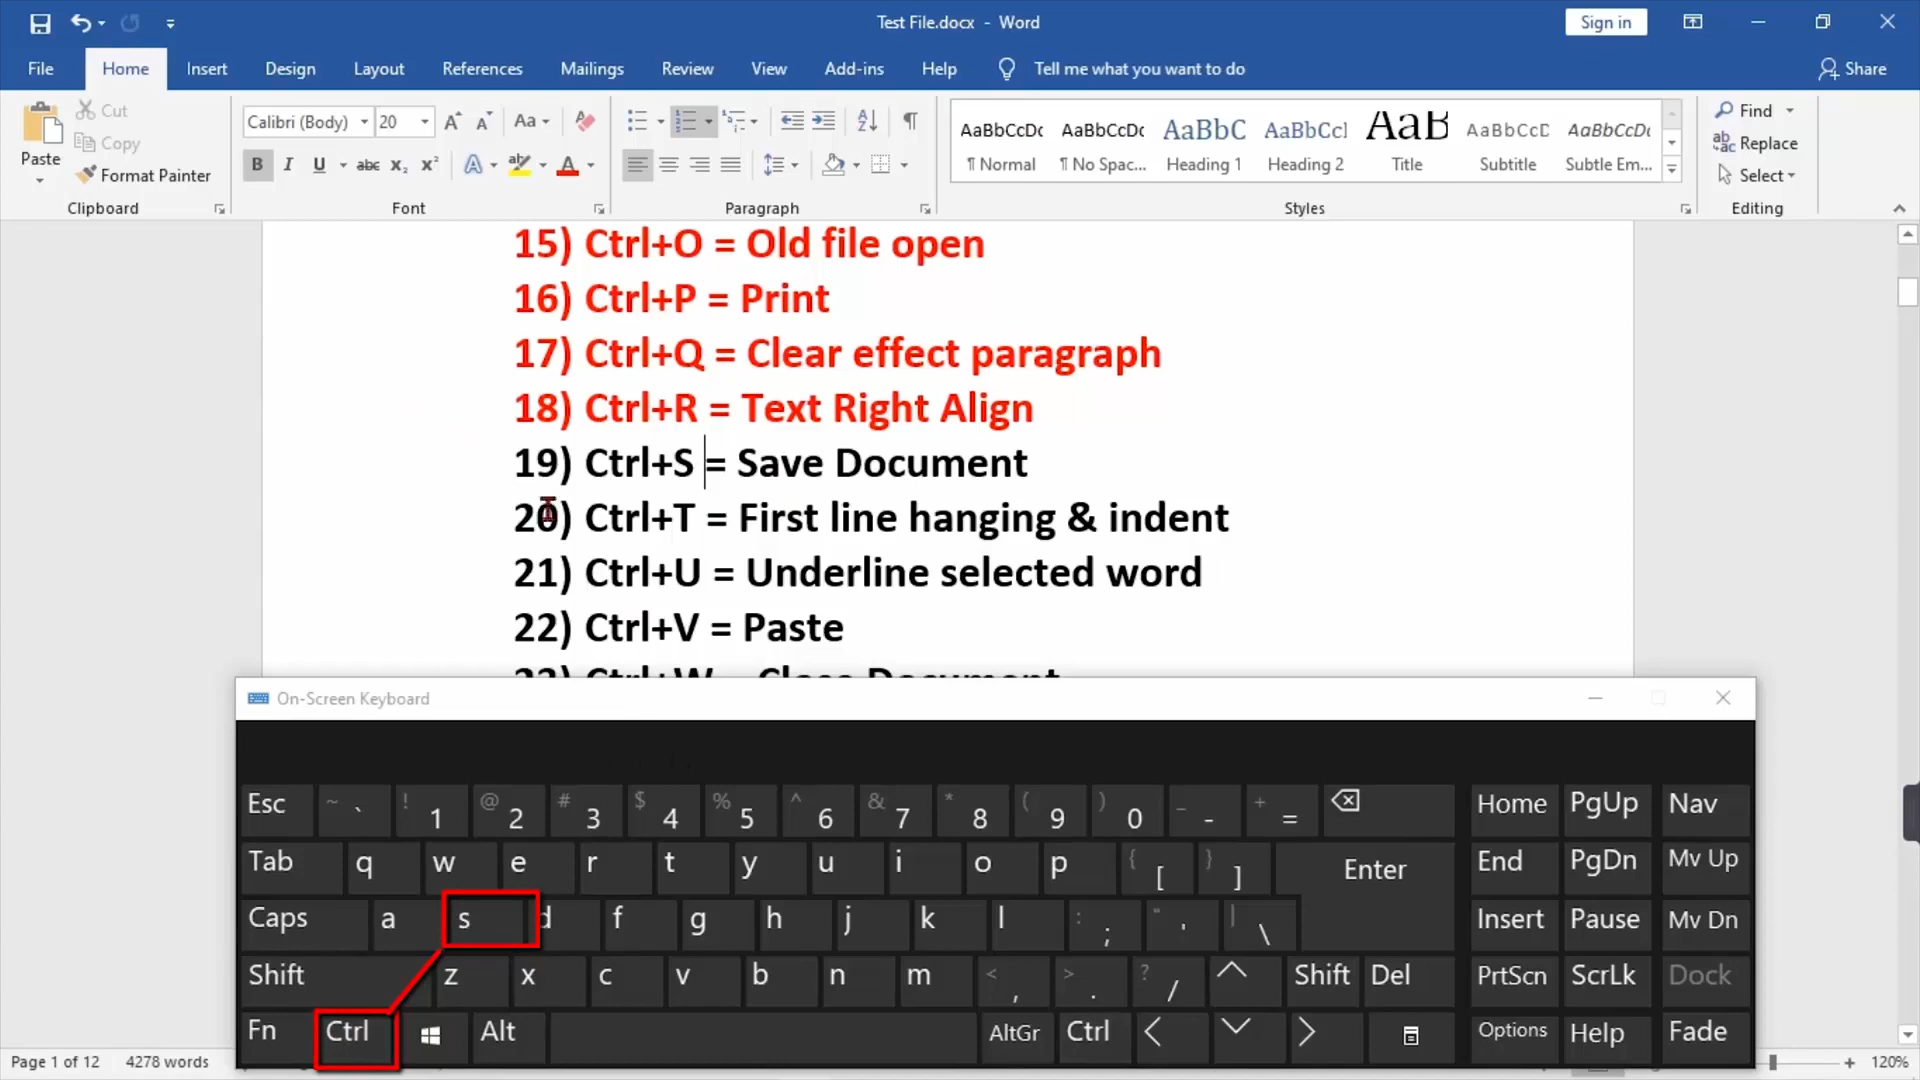 Test File.docx - Word
Sign in
File Home Insert Design Layout References Mailings Review View Add-ins Help Tell me what you want to do Share
Paste
Cut
Copy
Format Painter
Clipboard
Calibri (Body) 20
Font
Paragraph
AaBbCcDc AaBbCcDc AaBbC AaBbCcl AaB AaBbCcD AaBbCcDc
¶ Normal ¶ No Spac... Heading 1 Heading 2 Title Subtitle Subtle Em...
Styles
Find
Replace
Select
Editing
15) Ctrl+O = Old file open
16) Ctrl+P = Print
17) Ctrl+Q = Clear effect paragraph
18) Ctrl+R = Text Right Align
19) Ctrl+S = Save Document
20) Ctrl+T = First line hanging & indent
21) Ctrl+U = Underline selected word
22) Ctrl+V = Paste
23) Ctrl+W = Close Document
On-Screen Keyboard
Esc ~ ` ! 1 @ 2 # 3 $ 4 % 5 ^ 6 & 7 * 8 ( 9 ) 0 _ - + = Home PgUp Nav
Tab q w e r t y u i o p { [ } ] Enter End PgDn Mv Up
Caps a s d f g h j k l : ; " ' | \ Insert Pause Mv Dn
Shift z x c v b n m < , > . ? / Shift Del PrtScn ScrLk Dock
Fn Ctrl Alt AltGr Ctrl Options Help Fade
Page 1 of 12 4278 words 120%